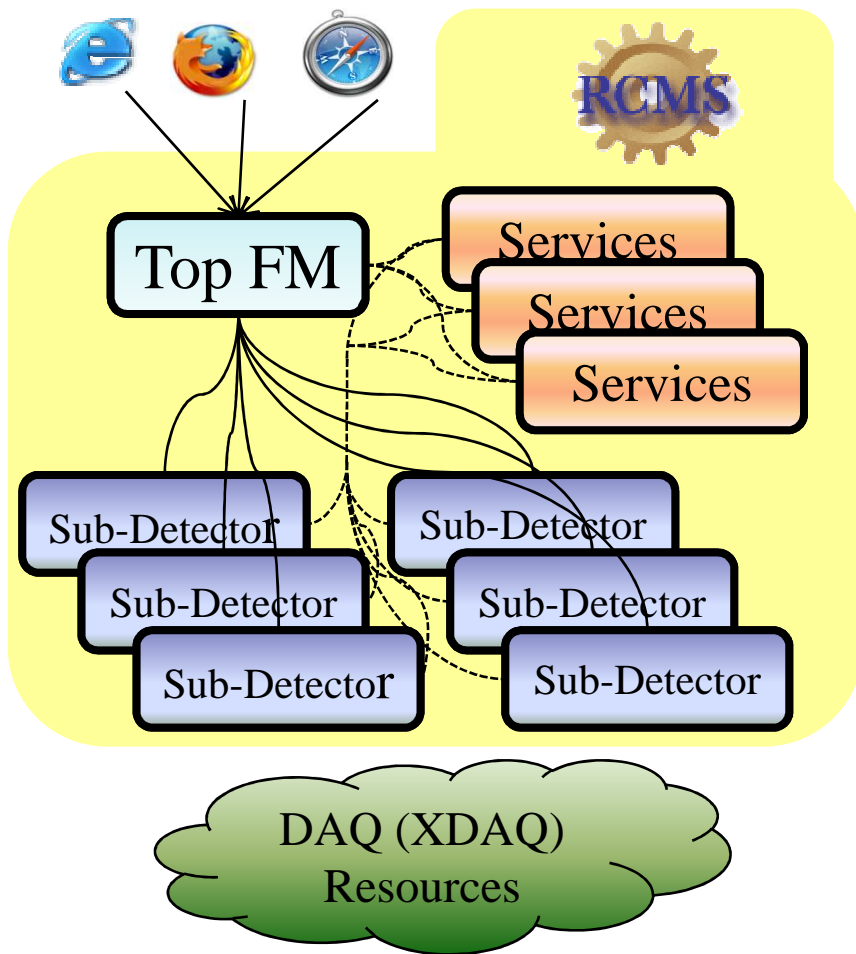 RCMS
Top FM
Services
Services
Services
Sub-Detector
Sub-Detector
Sub-Detector
Sub-Detector
Sub-Detector
Sub-Detector
DAQ (XDAQ)
Resources